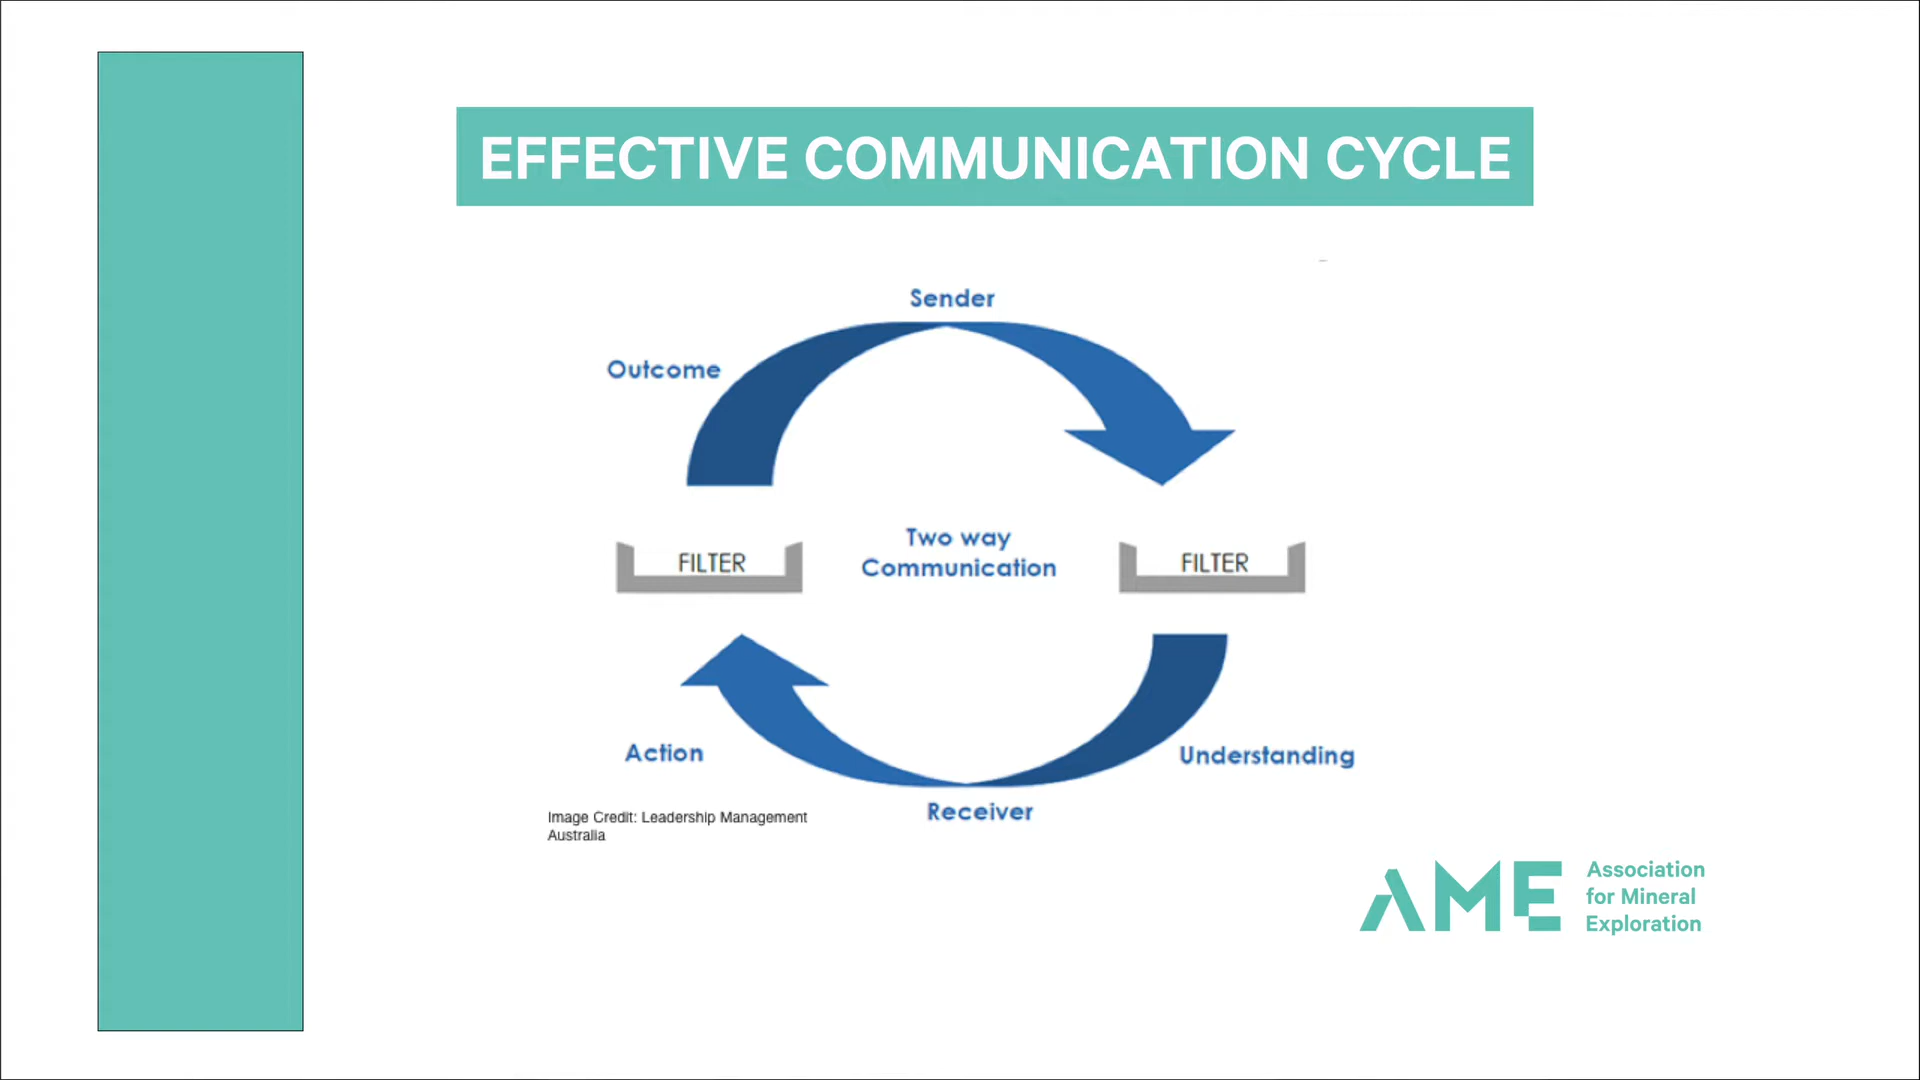 EFFECTIVE COMMUNICATION CYCLE
Sender
Outcome
FILTER
Two way
Communication
FILTER
Action
Understanding
Receiver
Image Credit: Leadership Management
Australia
AME
Association
for Mineral
Exploration